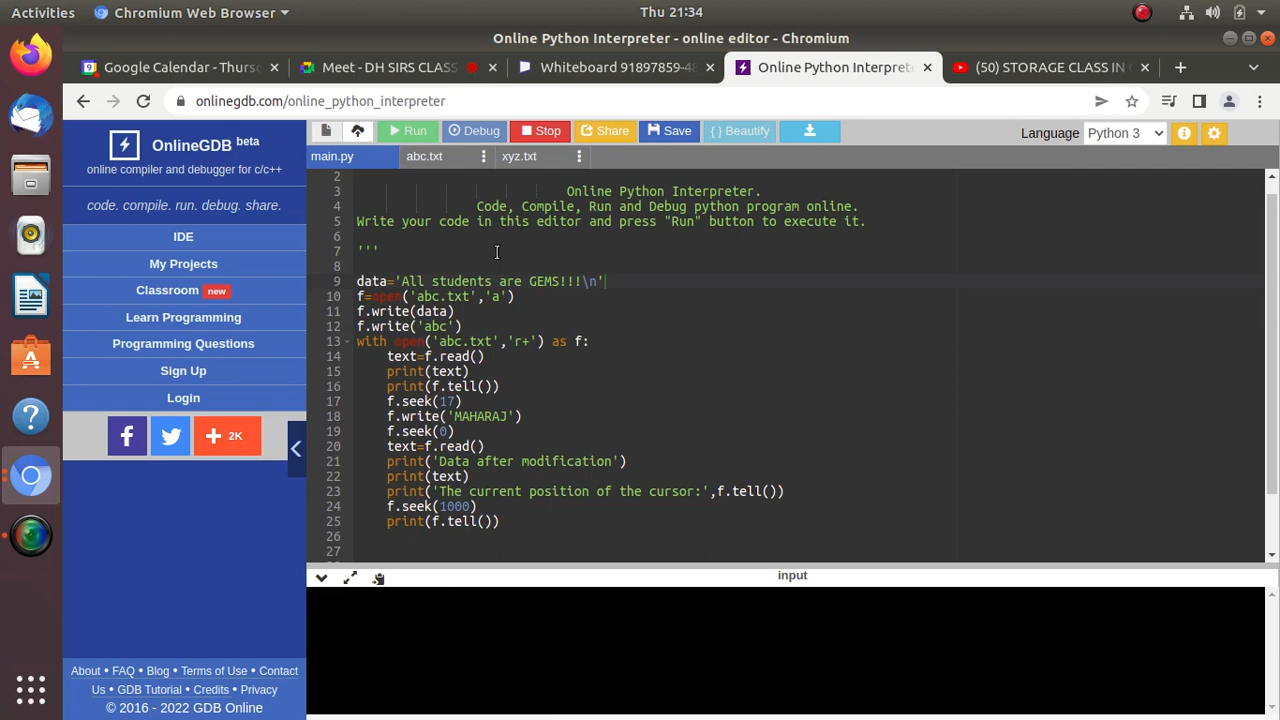 Activities Chromium Web Browser Thu 21:34
Online Python Interpreter - online editor - Chromium
Google Calendar - Thurs Meet - DH SIRS CLASS Whiteboard 91897859-48 Online Python Interprete (50) STORAGE CLASS IN
onlinegdb.com/online_python_interpreter
OnlineGDB beta
online compiler and debugger for c/c++
code. compile. run. debug. share.
IDE
My Projects
Classroom new
Learn Programming
Programming Questions
Sign Up
Login
f + 2K
About • FAQ • Blog • Terms of Use • Contact
Us • GDB Tutorial • Credits • Privacy
© 2016 - 2022 GDB Online
Run Debug Stop Share Save { } Beautify Language Python 3
main.py abc.txt xyz.txt
2
3 Online Python Interpreter.
4 Code, Compile, Run and Debug python program online.
5 Write your code in this editor and press "Run" button to execute it.
6
7 '''
8
9 data='All students are GEMS!!!\n'
10 f=open('abc.txt','a')
11 f.write(data)
12 f.write('abc')
13 with open('abc.txt','r+') as f:
14 text=f.read()
15 print(text)
16 print(f.tell())
17 f.seek(17)
18 f.write('MAHARAJ')
19 f.seek(0)
20 text=f.read()
21 print('Data after modification')
22 print(text)
23 print('The current position of the cursor:',f.tell())
24 f.seek(1000)
25 print(f.tell())
26
27
input